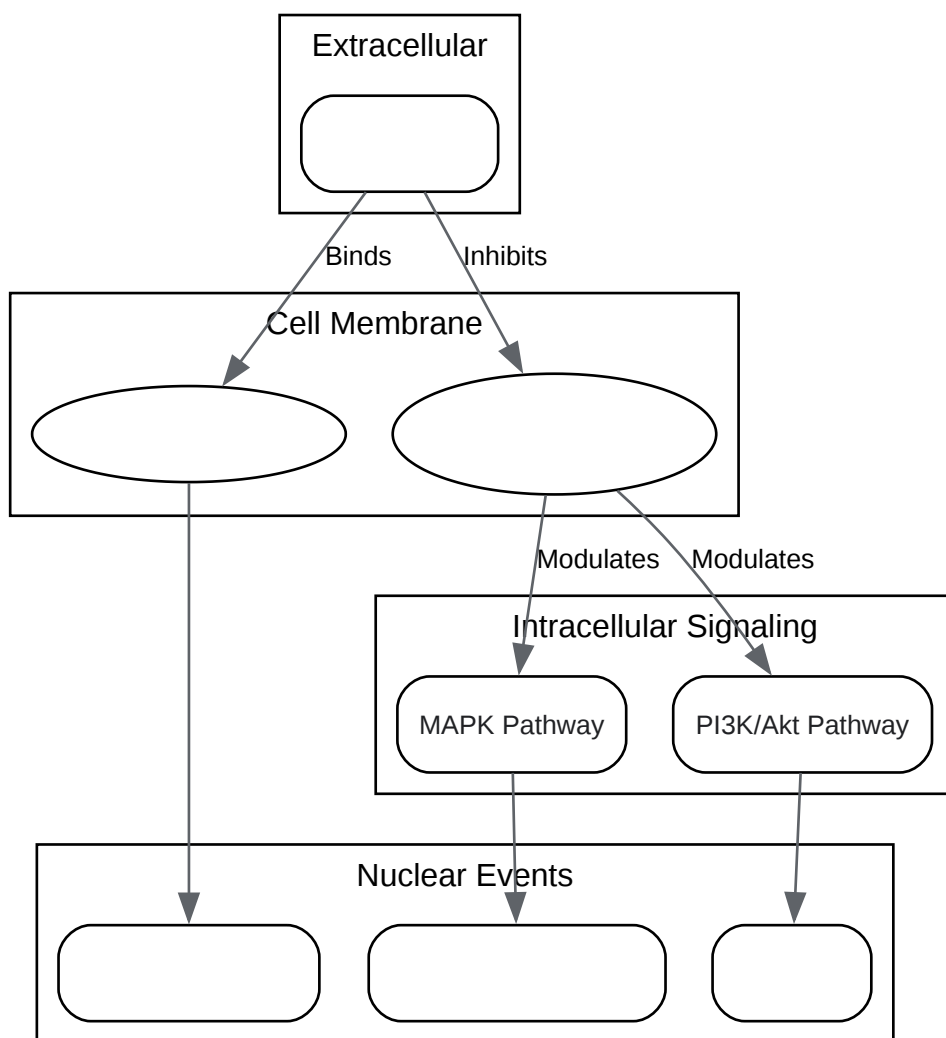 Extracellular
Binds
Inhibits
Cell Membrane
Modulates
Modulates
Intracellular Signaling
MAPK Pathway
PI3K/Akt Pathway
Nuclear Events